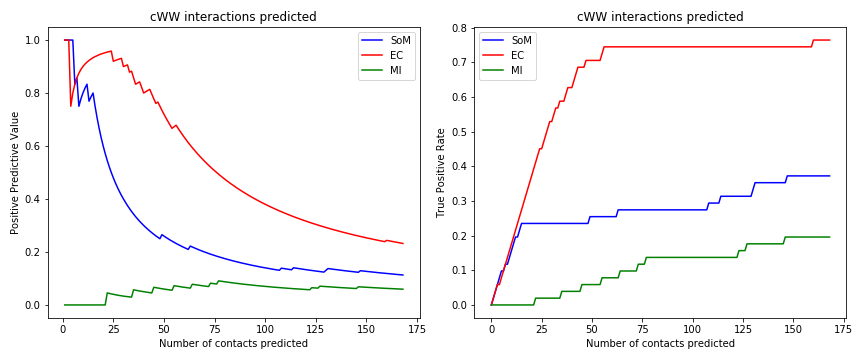 cWW interactions predicted
Positive Predictive Value
1.0
0.8
0.6
0.4
0.2
0.0
SoM
EC
MI
0 25 50 75 100 125 150 175
Number of contacts predicted
cWW interactions predicted
True Positive Rate
0.8
0.7
0.6
0.5
0.4
0.3
0.2
0.1
0.0
SoM
EC
MI
0 25 50 75 100 125 150 175
Number of contacts predicted